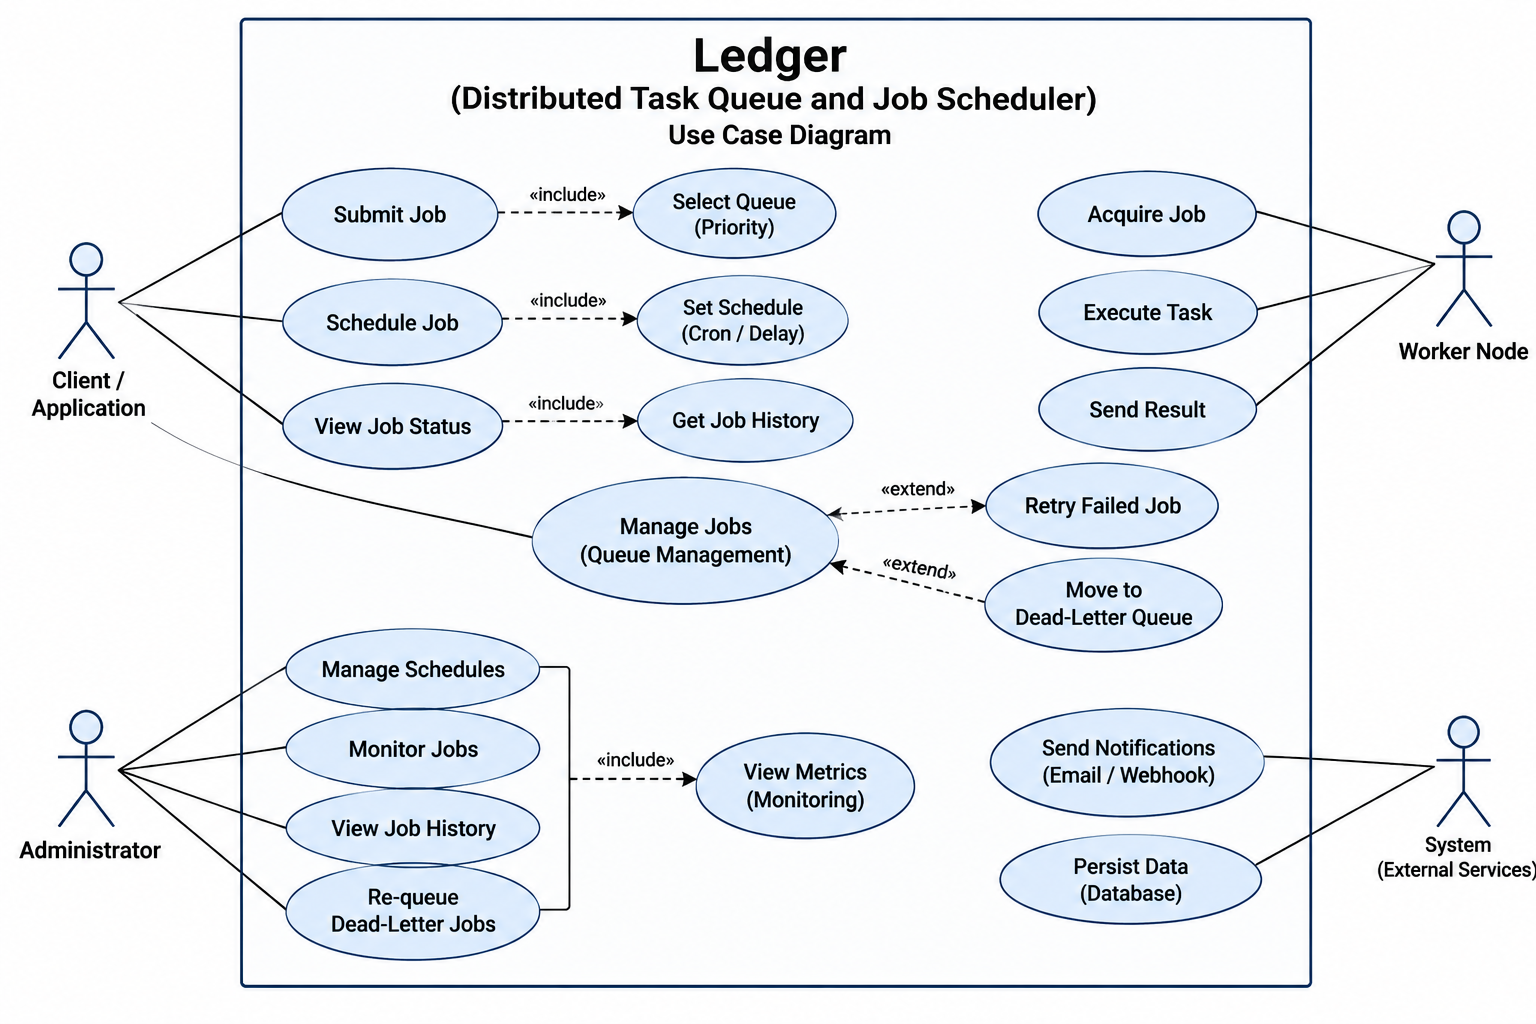 Ledger
(Distributed Task Queue and Job Scheduler)
Use Case Diagram
Submit Job
«include»
Select Queue
(Priority)
Acquire Job
Schedule Job
«include»
Set Schedule
(Cron / Delay)
Execute Task
Worker Node
Client /
Application
View Job Status
«include»
Get Job History
Send Result
Manage Jobs
(Queue Management)
«extend»
Retry Failed Job
«extend»
Move to
Dead-Letter Queue
Manage Schedules
Monitor Jobs
View Job History
Re-queue
Dead-Letter Jobs
Administrator
«include»
View Metrics
(Monitoring)
Send Notifications
(Email / Webhook)
Persist Data
(Database)
System
(External Services)